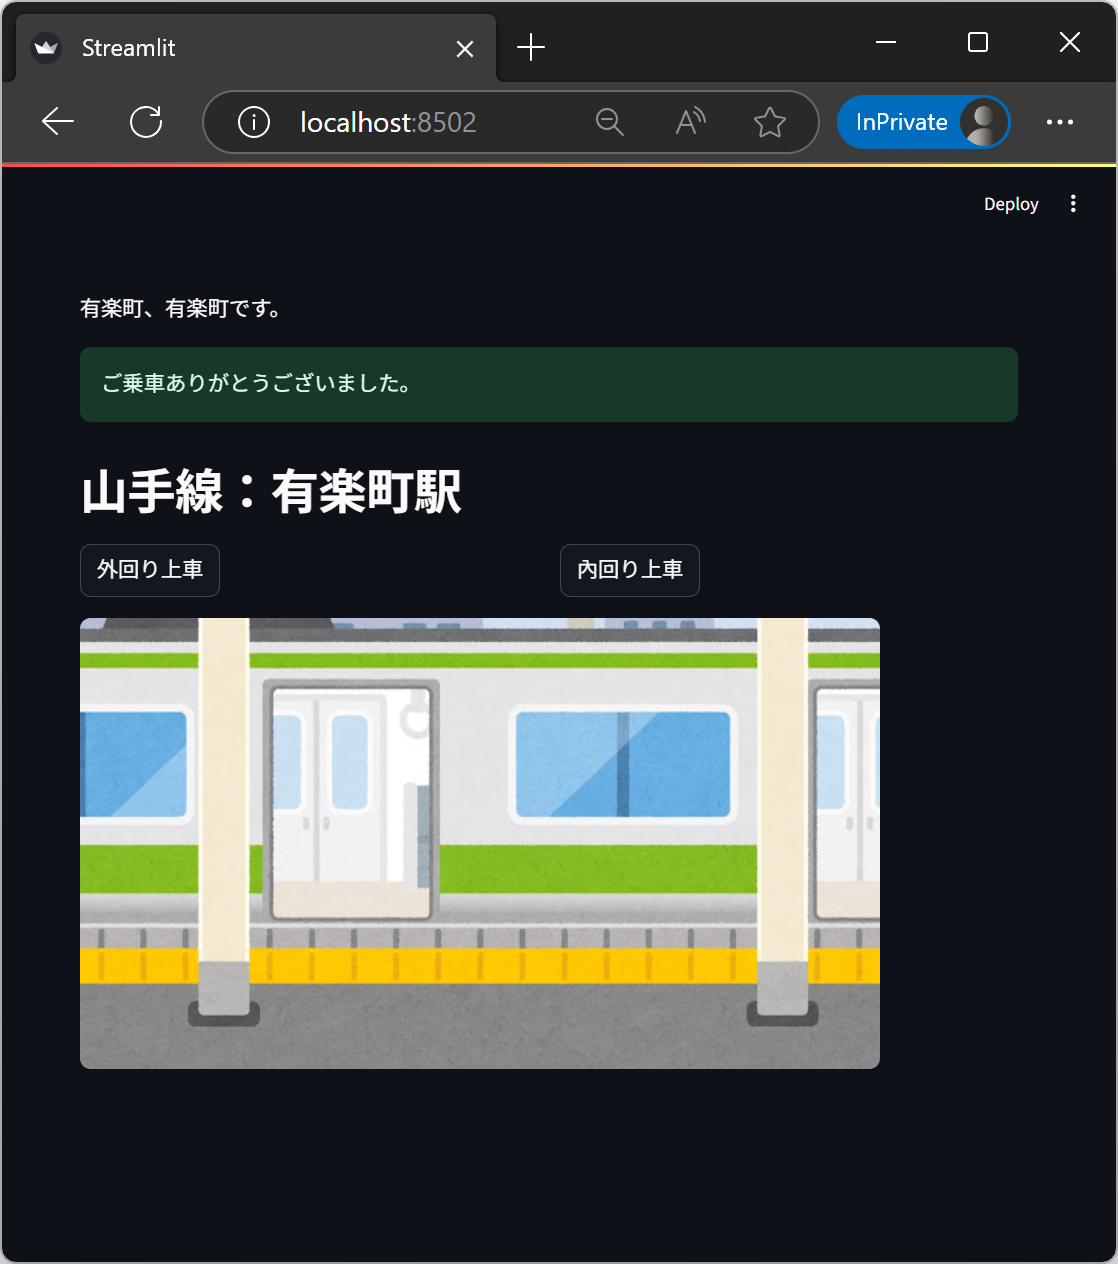 Streamlit
localhost:8502
InPrivate
Deploy
有楽町、有楽町です。
ご乗車ありがとうございました。
山手線：有楽町駅
外回り上車
內回り上車